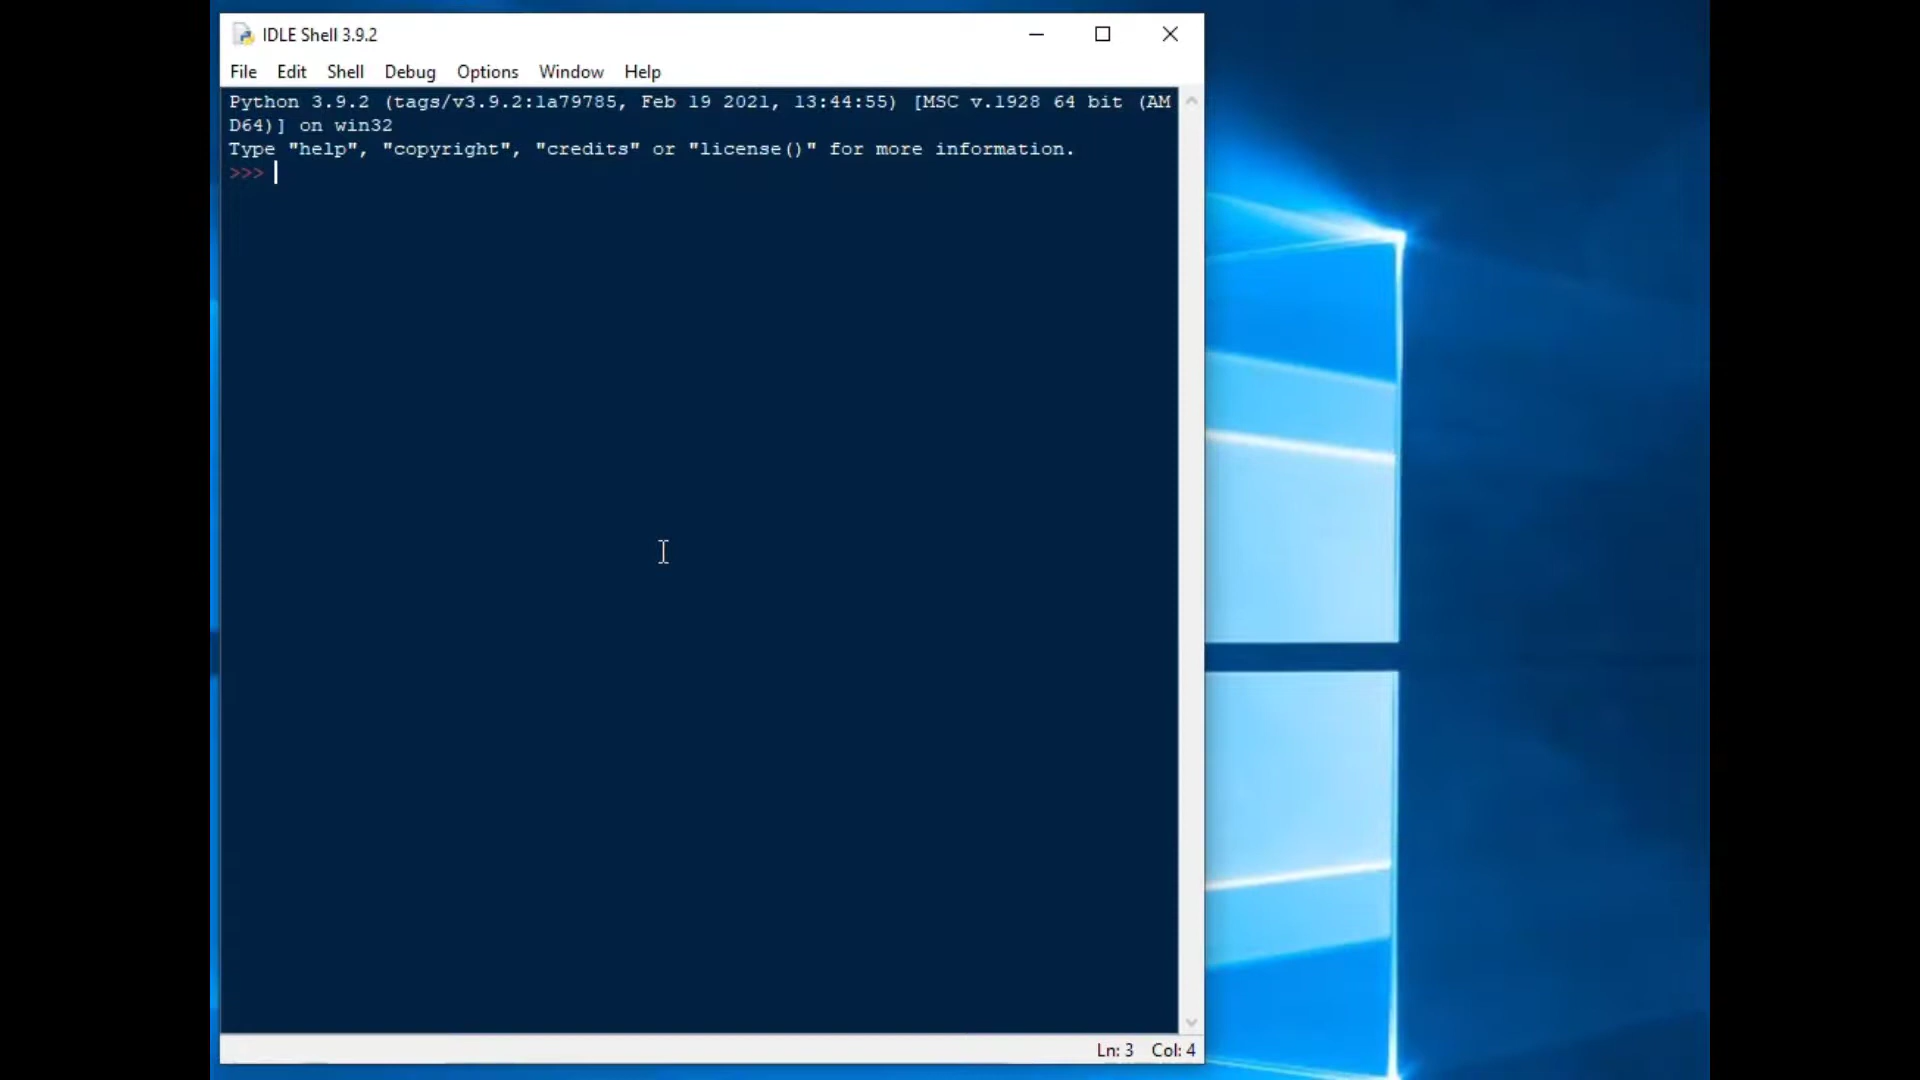 IDLE Shell 3.9.2
File Edit Shell Debug Options Window Help
Python 3.9.2 (tags/v3.9.2:1a79785, Feb 19 2021, 13:44:55) [MSC v.1928 64 bit (AM
D64)] on win32
Type "help", "copyright", "credits" or "license()" for more information.
>>>
Ln: 3 Col: 4